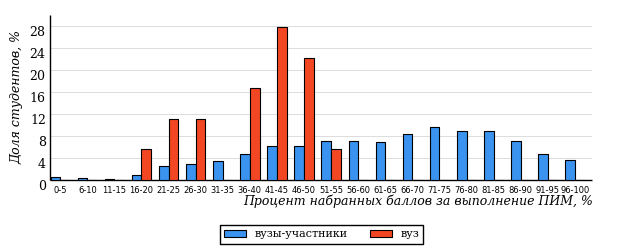 Доля студентов, %
28
24
20
16
12
8
4
0
0-5 6-10 11-15 16-20 21-25 26-30 31-35 36-40 41-45 46-50 51-55 56-60 61-65 66-70 71-75 76-80 81-85 86-90 91-95 96-100
Процент набранных баллов за выполнение ПИМ, %
вузы-участники вуз